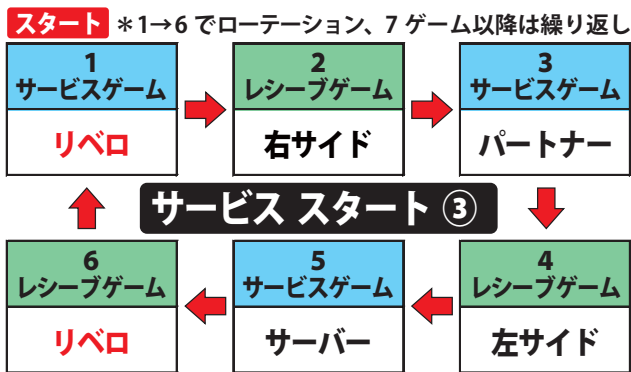 スタート ＊1→6 でローテーション、7 ゲーム以降は繰り返し
1
サービスゲーム
リベロ
2
レシーブゲーム
右サイド
3
サービスゲーム
パートナー
サービス スタート ③
6
レシーブゲーム
リベロ
5
サービスゲーム
サーバー
4
レシーブゲーム
左サイド